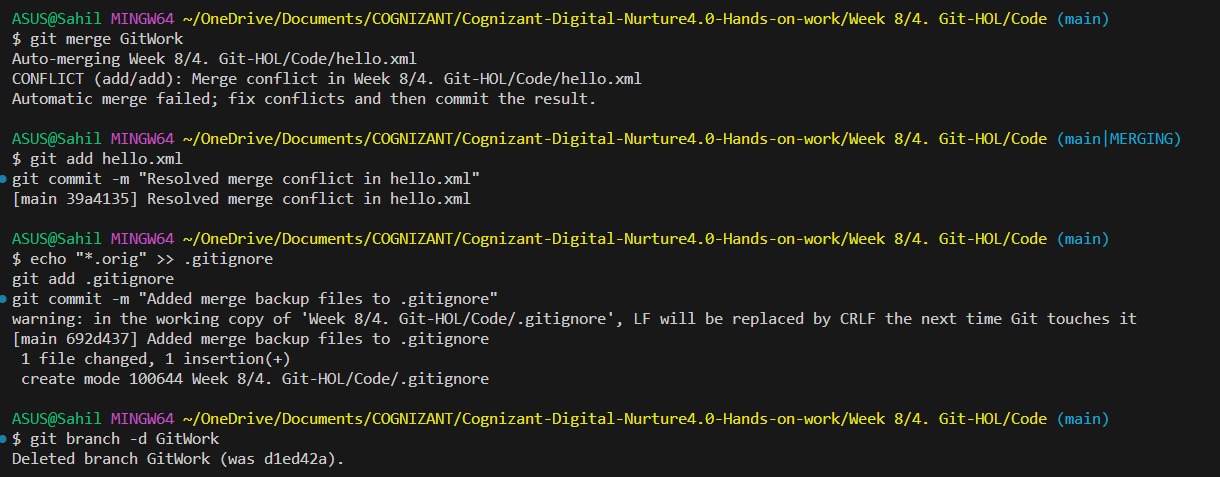 ASUS@Sahil MINGW64 ~/OneDrive/Documents/COGNIZANT/Cognizant-Digital-Nurture4.0-Hands-on-work/Week 8/4. Git-HOL/Code (main)
$ git merge GitWork
Auto-merging Week 8/4. Git-HOL/Code/hello.xml
CONFLICT (add/add): Merge conflict in Week 8/4. Git-HOL/Code/hello.xml
Automatic merge failed; fix conflicts and then commit the result.
ASUS@Sahil MINGW64 ~/OneDrive/Documents/COGNIZANT/Cognizant-Digital-Nurture4.0-Hands-on-work/Week 8/4. Git-HOL/Code (main|MERGING)
$ git add hello.xml
git commit -m "Resolved merge conflict in hello.xml"
[main 39a4135] Resolved merge conflict in hello.xml
ASUS@Sahil MINGW64 ~/OneDrive/Documents/COGNIZANT/Cognizant-Digital-Nurture4.0-Hands-on-work/Week 8/4. Git-HOL/Code (main)
$ echo "*.orig" >> .gitignore
git add .gitignore
git commit -m "Added merge backup files to .gitignore"
warning: in the working copy of 'Week 8/4. Git-HOL/Code/.gitignore', LF will be replaced by CRLF the next time Git touches it
[main 692d437] Added merge backup files to .gitignore
 1 file changed, 1 insertion(+)
 create mode 100644 Week 8/4. Git-HOL/Code/.gitignore
ASUS@Sahil MINGW64 ~/OneDrive/Documents/COGNIZANT/Cognizant-Digital-Nurture4.0-Hands-on-work/Week 8/4. Git-HOL/Code (main)
$ git branch -d GitWork
Deleted branch GitWork (was d1ed42a).